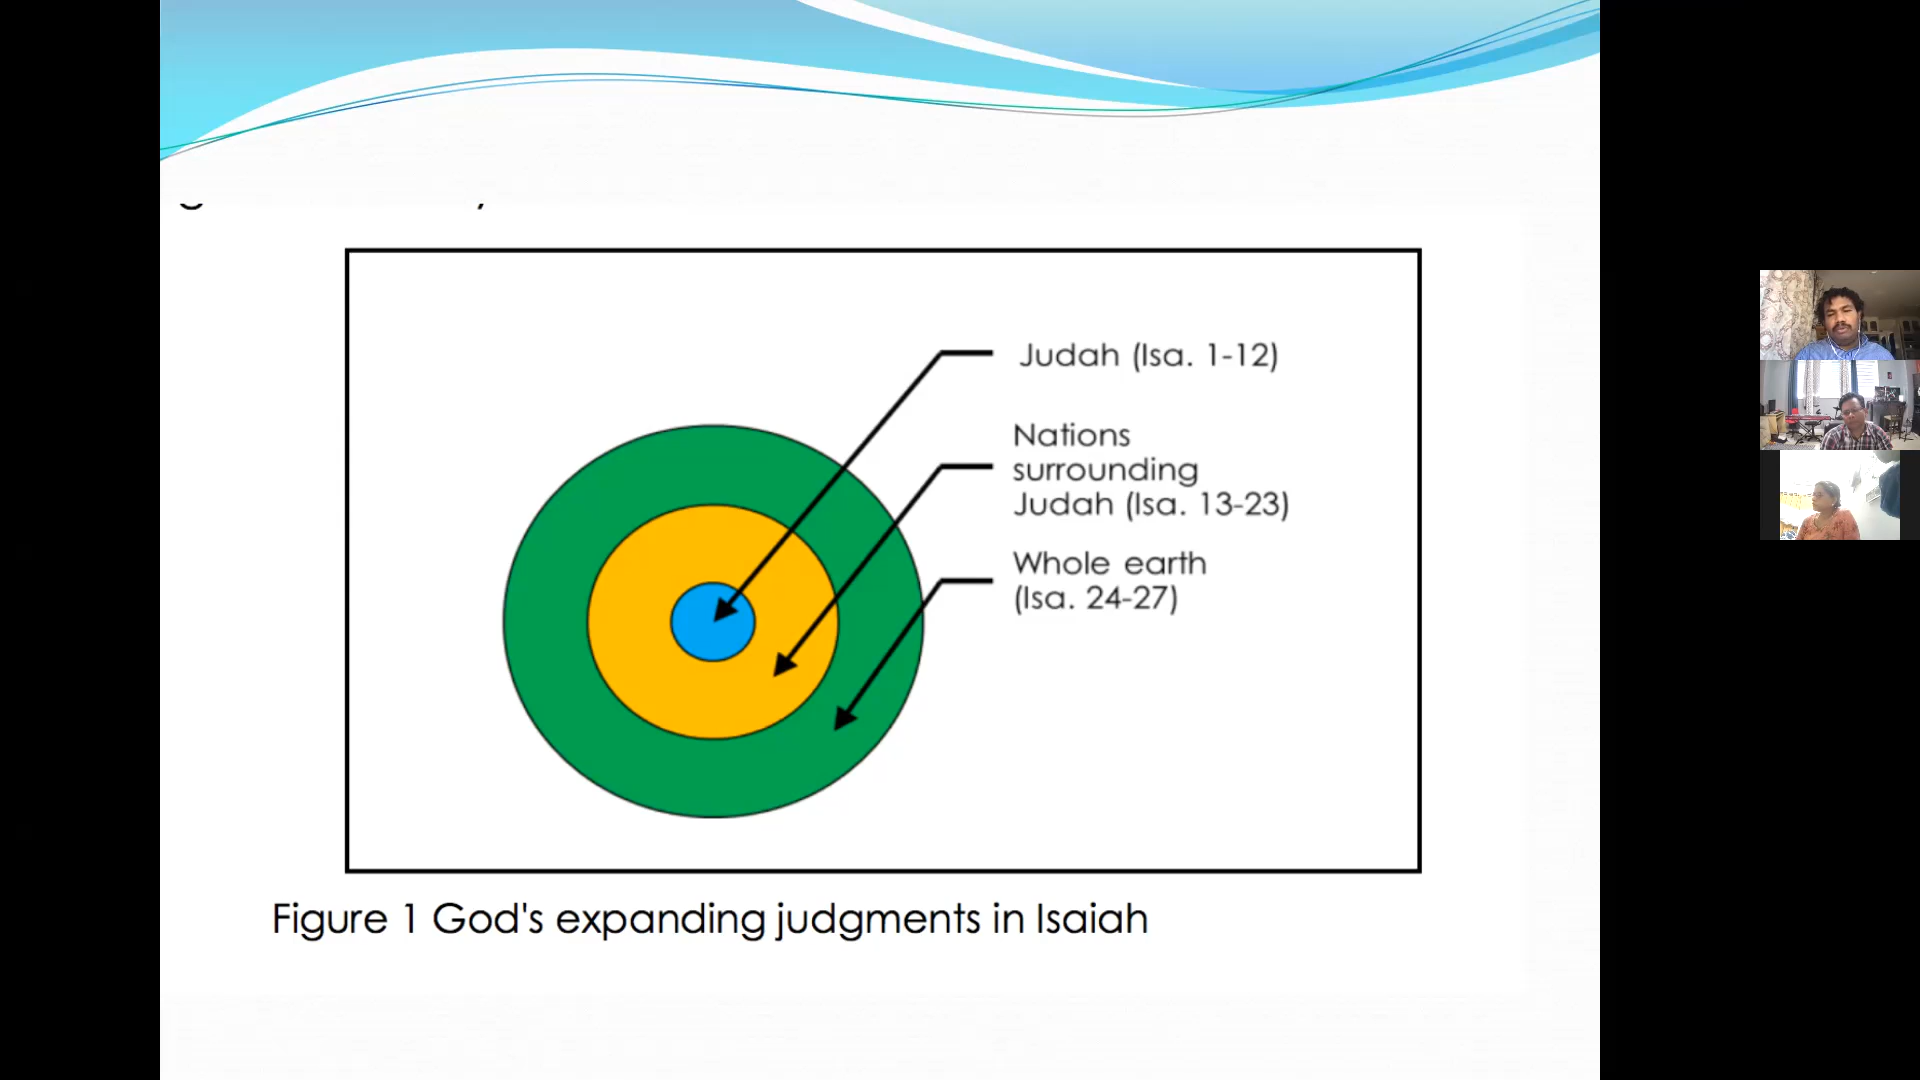 Judah (Isa. 1-12)
Nations
surrounding
Judah (Isa. 13-23)
Whole earth
(Isa. 24-27)
Figure 1 God's expanding judgments in Isaiah